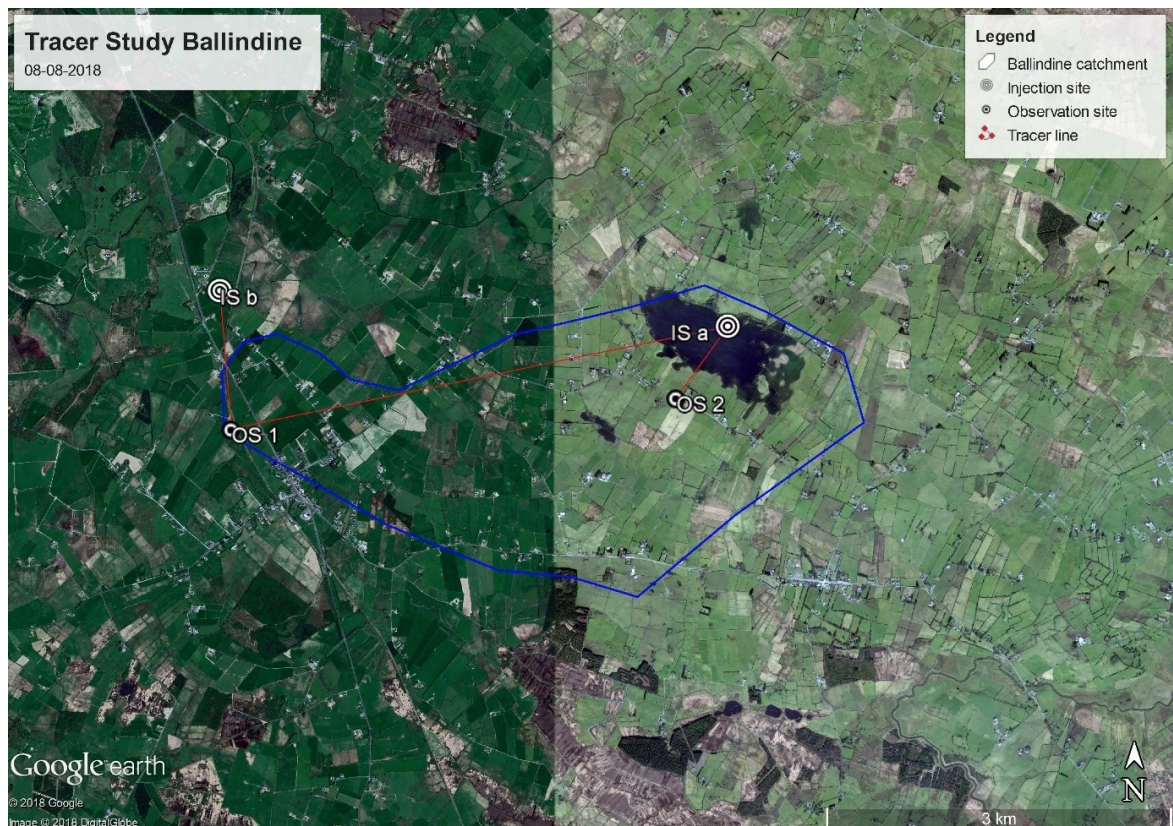 Tracer Study Ballindine
08-08-2018
Legend
Ballindine catchment
Injection site
Observation site
Tracer line
IS b
IS a
OS 2
OS 1
Google earth
© 2018 Google
Image © 2018 DigitalGlobe
N
3 km